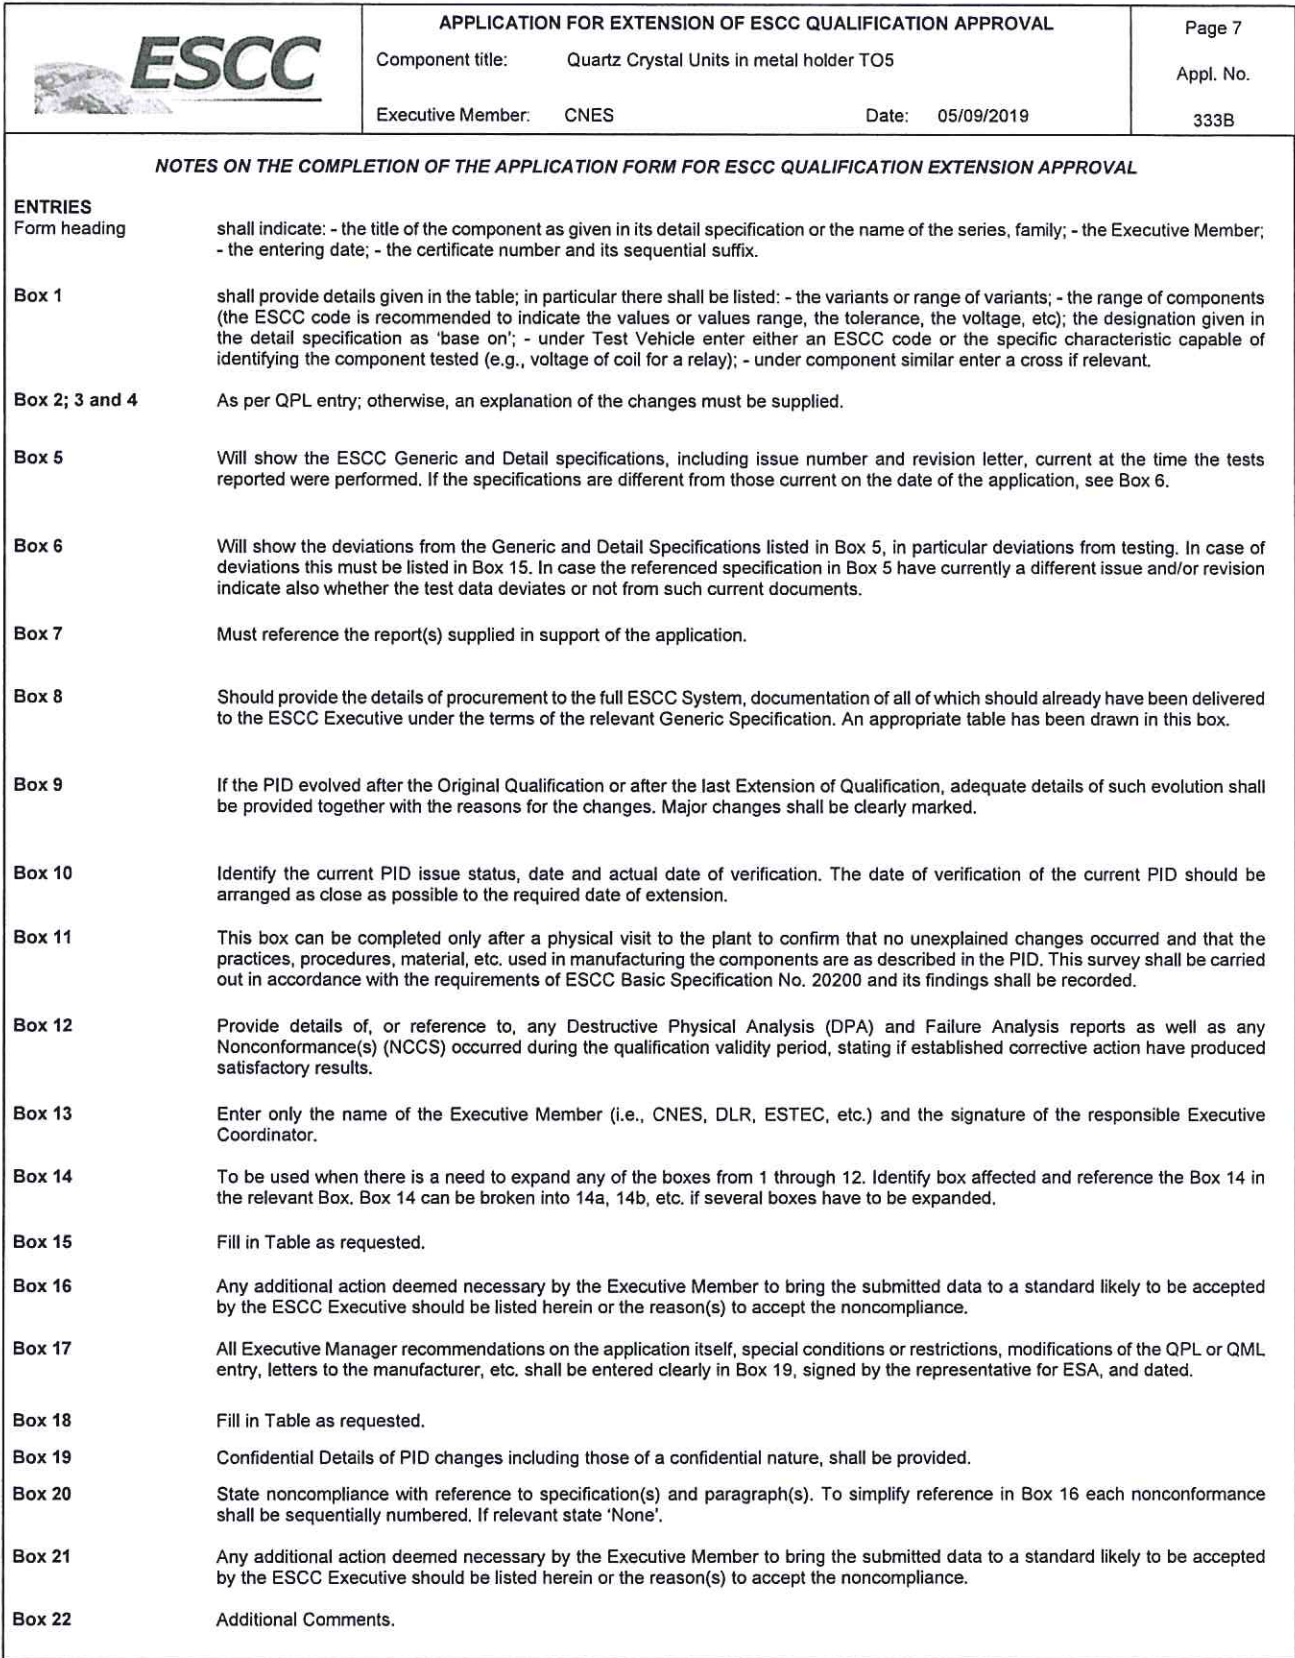 ESCC
APPLICATION FOR EXTENSION OF ESCC QUALIFICATION APPROVAL
Component title: Quartz Crystal Units in metal holder TO5
Executive Member: CNES Date: 05/09/2019
Page 7
Appl. No.
333B
NOTES ON THE COMPLETION OF THE APPLICATION FORM FOR ESCC QUALIFICATION EXTENSION APPROVAL
ENTRIES
Form heading shall indicate: - the title of the component as given in its detail specification or the name of the series, family; - the Executive Member;
- the entering date; - the certificate number and its sequential suffix.
Box 1 shall provide details given in the table; in particular there shall be listed: - the variants or range of variants; - the range of components
(the ESCC code is recommended to indicate the values or values range, the tolerance, the voltage, etc); the designation given in
the detail specification as 'base on'; - under Test Vehicle enter either an ESCC code or the specific characteristic capable of
identifying the component tested (e.g., voltage of coil for a relay); - under component similar enter a cross if relevant.
Box 2; 3 and 4 As per QPL entry; otherwise, an explanation of the changes must be supplied.
Box 5 Will show the ESCC Generic and Detail specifications, including issue number and revision letter, current at the time the tests
reported were performed. If the specifications are different from those current on the date of the application, see Box 6.
Box 6 Will show the deviations from the Generic and Detail Specifications listed in Box 5, in particular deviations from testing. In case of
deviations this must be listed in Box 15. In case the referenced specification in Box 5 have currently a different issue and/or revision
indicate also whether the test data deviates or not from such current documents.
Box 7 Must reference the report(s) supplied in support of the application.
Box 8 Should provide the details of procurement to the full ESCC System, documentation of all of which should already have been delivered
to the ESCC Executive under the terms of the relevant Generic Specification. An appropriate table has been drawn in this box.
Box 9 If the PID evolved after the Original Qualification or after the last Extension of Qualification, adequate details of such evolution shall
be provided together with the reasons for the changes. Major changes shall be clearly marked.
Box 10 Identify the current PID issue status, date and actual date of verification. The date of verification of the current PID should be
arranged as close as possible to the required date of extension.
Box 11 This box can be completed only after a physical visit to the plant to confirm that no unexplained changes occurred and that the
practices, procedures, material, etc. used in manufacturing the components are as described in the PID. This survey shall be carried
out in accordance with the requirements of ESCC Basic Specification No. 20200 and its findings shall be recorded.
Box 12 Provide details of, or reference to, any Destructive Physical Analysis (DPA) and Failure Analysis reports as well as any
Nonconformance(s) (NCCS) occurred during the qualification validity period, stating if established corrective action have produced
satisfactory results.
Box 13 Enter only the name of the Executive Member (i.e., CNES, DLR, ESTEC, etc.) and the signature of the responsible Executive
Coordinator.
Box 14 To be used when there is a need to expand any of the boxes from 1 through 12. Identify box affected and reference the Box 14 in
the relevant Box. Box 14 can be broken into 14a, 14b, etc. if several boxes have to be expanded.
Box 15 Fill in Table as requested.
Box 16 Any additional action deemed necessary by the Executive Member to bring the submitted data to a standard likely to be accepted
by the ESCC Executive should be listed herein or the reason(s) to accept the noncompliance.
Box 17 All Executive Manager recommendations on the application itself, special conditions or restrictions, modifications of the QPL or QML
entry, letters to the manufacturer, etc. shall be entered clearly in Box 19, signed by the representative for ESA, and dated.
Box 18 Fill in Table as requested.
Box 19 Confidential Details of PID changes including those of a confidential nature, shall be provided.
Box 20 State noncompliance with reference to specification(s) and paragraph(s). To simplify reference in Box 16 each nonconformance
shall be sequentially numbered. If relevant state 'None'.
Box 21 Any additional action deemed necessary by the Executive Member to bring the submitted data to a standard likely to be accepted
by the ESCC Executive should be listed herein or the reason(s) to accept the noncompliance.
Box 22 Additional Comments.